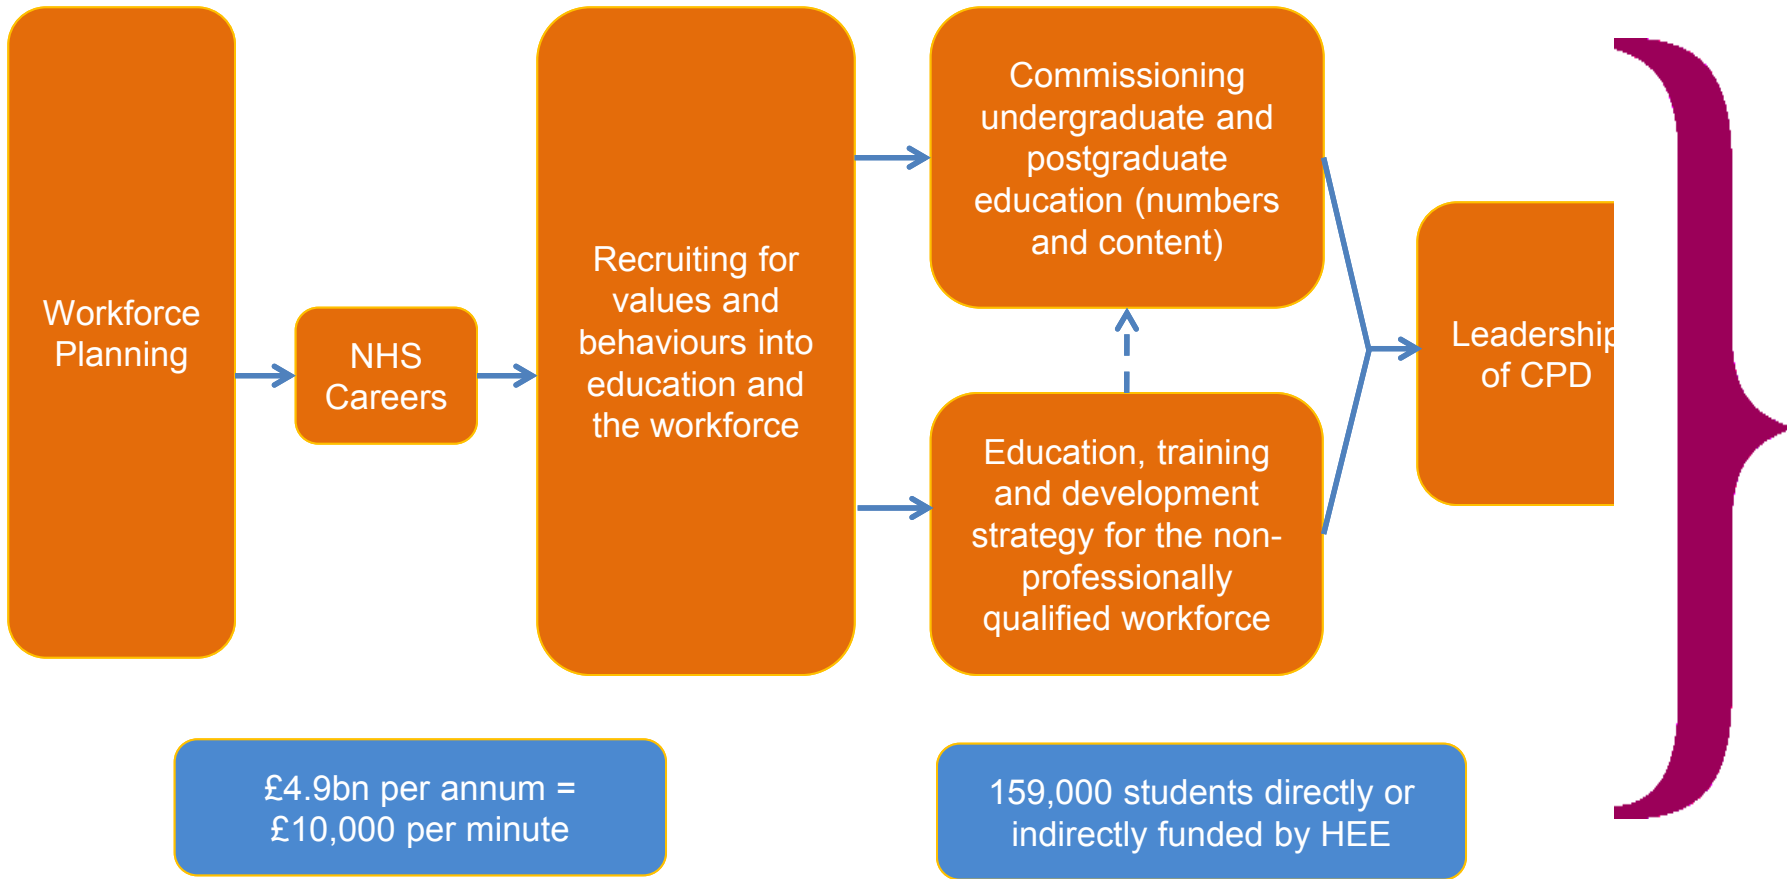 Workforce
Planning
NHS
Careers
Recruiting for
values and
behaviours into
education and
the workforce
Commissioning
undergraduate and
postgraduate
education (numbers
and content)
Education, training
and development
strategy for the non-
professionally
qualified workforce
Leadership
of CPD
£4.9bn per annum =
£10,000 per minute
159,000 students directly or
indirectly funded by HEE